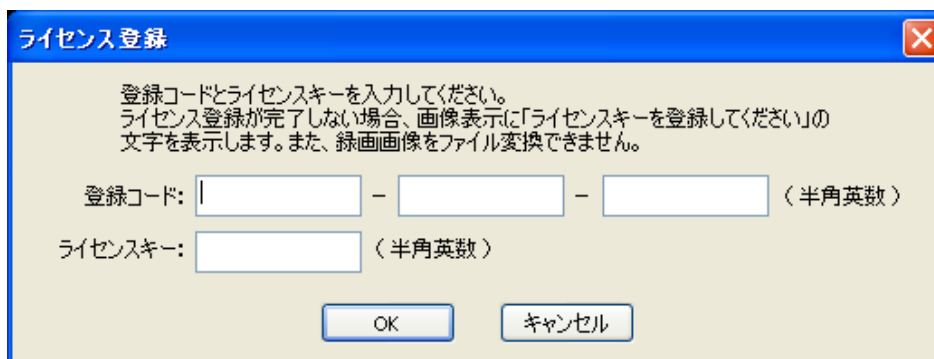 ライセンス登録
登録コードとライセンスキーを入力してください。
ライセンス登録が完了しない場合、画像表示に「ライセンスキーを登録してください」の
文字を表示します。また、録画画像をファイル変換できません。
登録コード: － － （半角英数）
ライセンスキー: （半角英数）
OK キャンセル